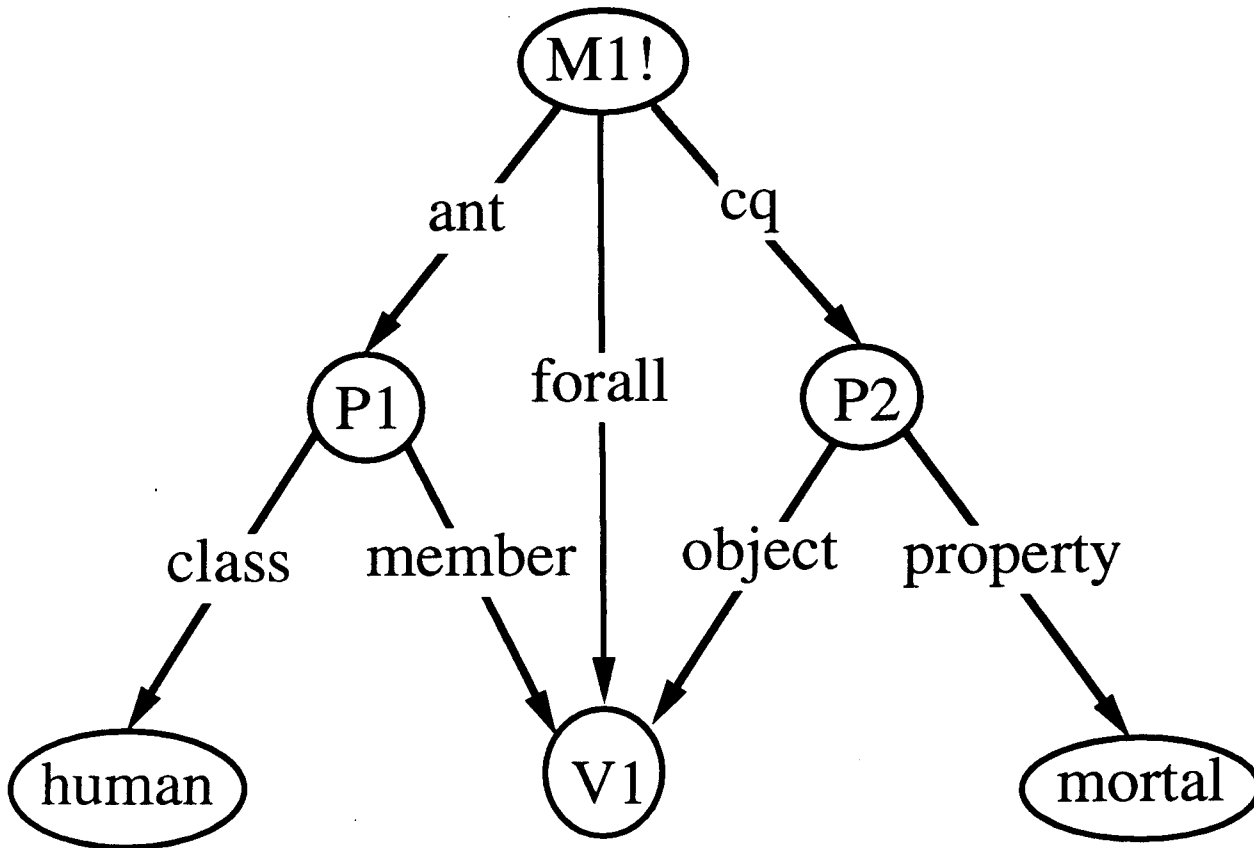 M1!
ant
cq
forall
P1
P2
class
member
object
property
human
V1
mortal